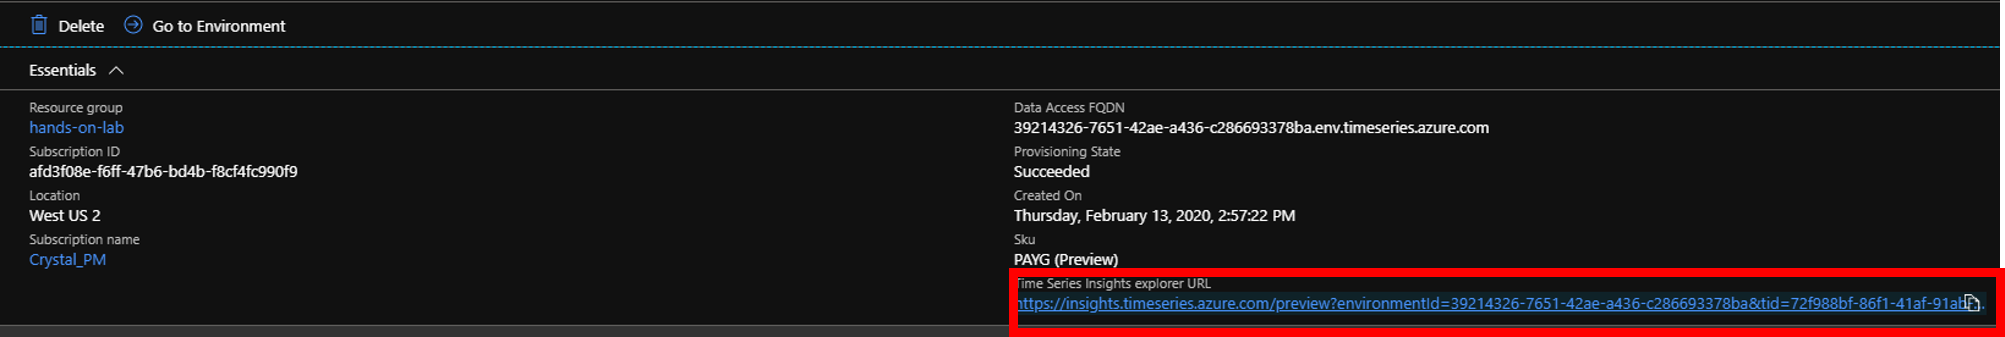 Delete Go to Environment
Essentials
Resource group
hands-on-lab
Subscription ID
afd3f08e-f6ff-47b6-bd4b-f8cf4fc990f9
Location
West US 2
Subscription name
Crystal_PM
Data Access FQDN
39214326-7651-42ae-a436-c286693378ba.env.timeseries.azure.com
Provisioning State
Succeeded
Created On
Thursday, February 13, 2020, 2:57:22 PM
Sku
PAYG (Preview)
Time Series Insights explorer URL
https://insights.timeseries.azure.com/preview?environmentId=39214326-7651-42ae-a436-c286693378ba&tid=72f988bf-86f1-41af-91ab-...